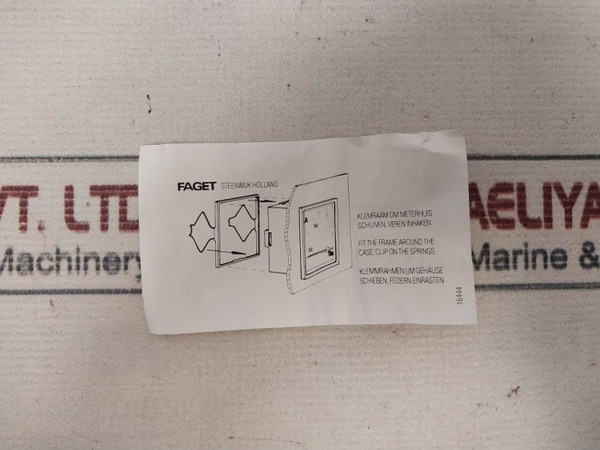 FAGET STEENWIJK HOLLAND
KLEMRAAM OM METERHUIS
SCHUIVEN, VEREN INHAKEN
FIT THE FRAME AROUND THE
CASE, CLIP ON THE SPRINGS
KLEMMRAHMEN UM GEHÄUSE
SCHIEBEN, FEDERN EINRASTEN
16444
VT. LTD
AELIYA
Machinery
Marine &